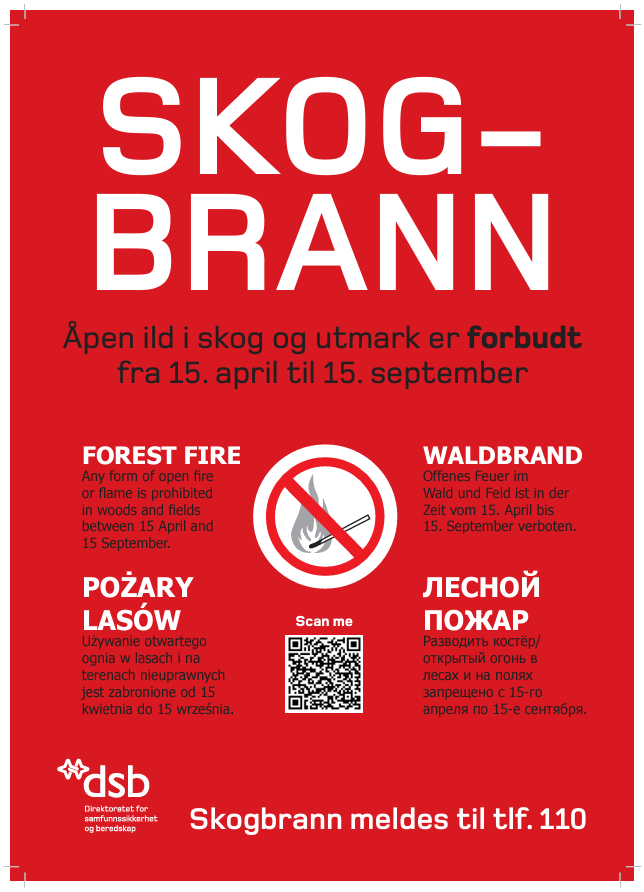 SKOG–
BRANN
Åpen ild i skog og utmark er forbudt
fra 15. april til 15. september
FOREST FIRE
Any form of open fire
or flame is prohibited
in woods and fields
between 15 April and
15 September.
WALDBRAND
Offenes Feuer im
Wald und Feld ist in der
Zeit vom 15. April bis
15. September verboten.
POŻARY
LASÓW
Używanie otwartego
ognia w lasach i na
terenach nieuprawnych
jest zabronione od 15
kwietnia do 15 września.
Scan me
ЛЕСНОЙ
ПОЖАР
Разводить костёр/
открытый огонь в
лесах и на полях
запрещено с 15-го
апреля по 15-е сентября.
dsb
Direktoratet for
samfunnssikkerhet
og beredskap
Skogbrann meldes til tlf. 110